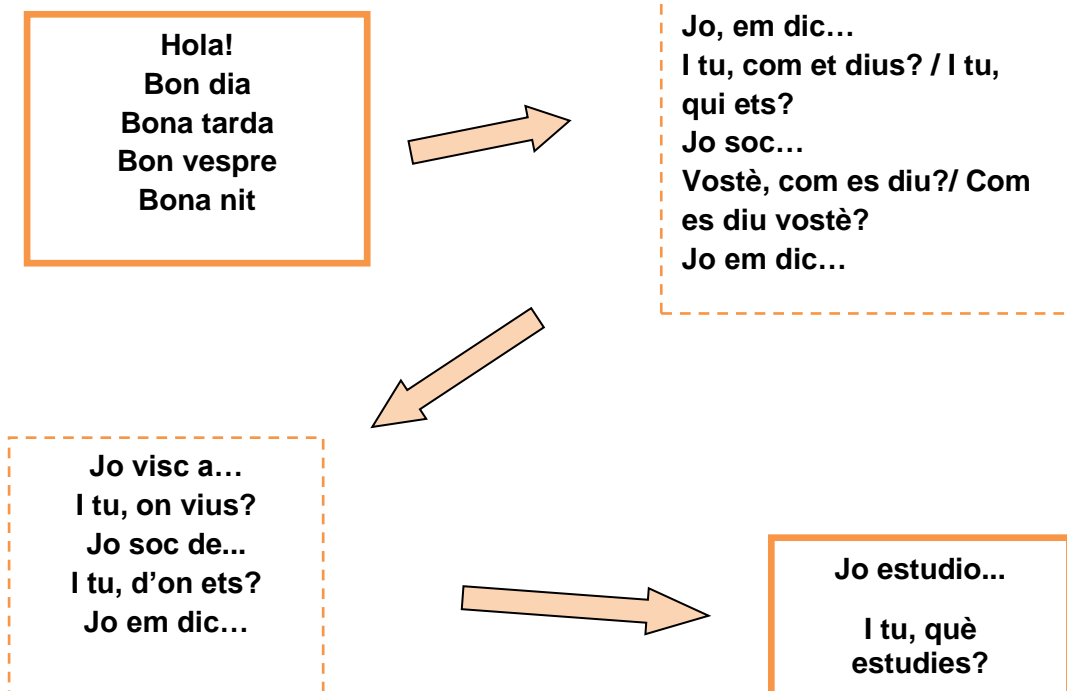 Hola!
Bon dia
Bona tarda
Bon vespre
Bona nit
Jo, em dic…
I tu, com et dius? / I tu,
qui ets?
Jo soc…
Vostè, com es diu?/ Com
es diu vostè?
Jo em dic…
Jo visc a…
I tu, on vius?
Jo soc de...
I tu, d’on ets?
Jo em dic…
Jo estudio...
I tu, què
estudies?